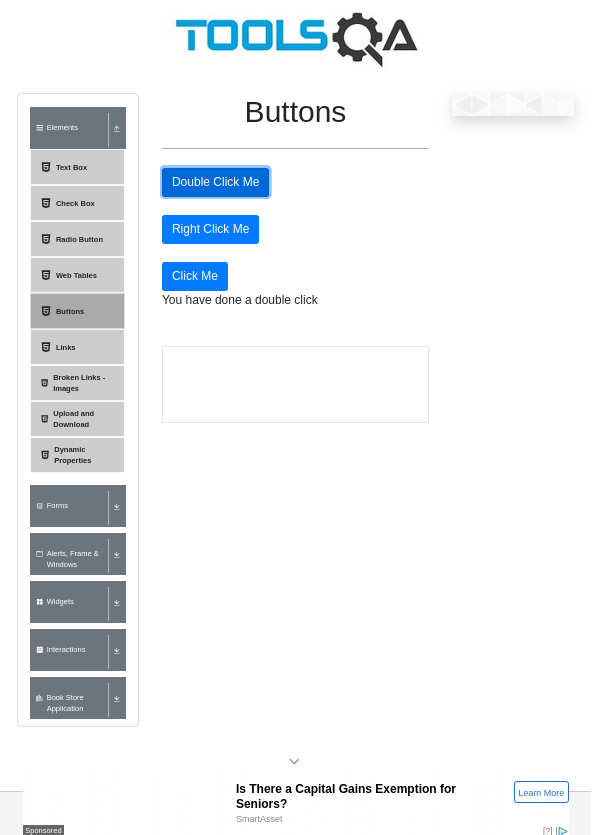 TOOLSQA
Elements
Text Box
Check Box
Radio Button
Web Tables
Buttons
Links
Broken Links -
Images
Upload and
Download
Dynamic
Properties
Forms
Alerts, Frame &
Windows
Widgets
Interactions
Book Store
Application
Buttons
Double Click Me
Right Click Me
Click Me
You have done a double click
Is There a Capital Gains Exemption for
Seniors?
SmartAsset
Learn More
Sponsored
[?]